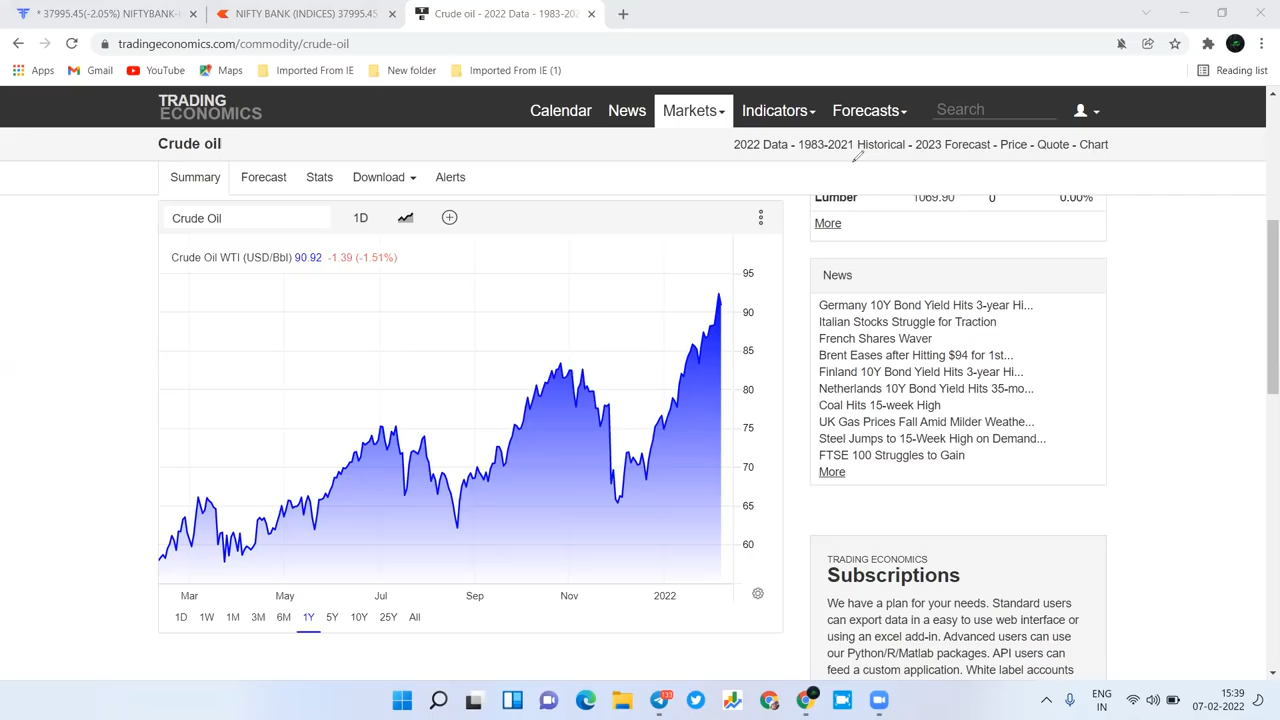 * 37995.45(-2.05%) NIFTYBANK-
NIFTY BANK (INDICES) 37995.45
Crude oil - 2022 Data - 1983-202
tradingeconomics.com/commodity/crude-oil
Apps
Gmail
YouTube
Maps
Imported From IE
New folder
Imported From IE (1)
Reading list
TRADING
ECONOMICS
Calendar
News
Markets
Indicators
Forecasts
Search
Crude oil
2022 Data - 1983-2021 Historical - 2023 Forecast - Price - Quote - Chart
Summary
Forecast
Stats
Download
Alerts
Crude Oil
1D
Crude Oil WTI (USD/Bbl) 90.92 -1.39 (-1.51%)
95
90
85
80
75
70
65
60
Mar
May
Jul
Sep
Nov
2022
1D
1W
1M
3M
6M
1Y
5Y
10Y
25Y
All
Lumber 1069.90 0 0.00%
More
News
Germany 10Y Bond Yield Hits 3-year Hi...
Italian Stocks Struggle for Traction
French Shares Waver
Brent Eases after Hitting $94 for 1st...
Finland 10Y Bond Yield Hits 3-year Hi...
Netherlands 10Y Bond Yield Hits 35-mo...
Coal Hits 15-week High
UK Gas Prices Fall Amid Milder Weathe...
Steel Jumps to 15-Week High on Demand...
FTSE 100 Struggles to Gain
More
TRADING ECONOMICS
Subscriptions
We have a plan for your needs. Standard users
can export data in a easy to use web interface or
using an excel add-in. Advanced users can use
our Python/R/Matlab packages. API users can
feed a custom application. White label accounts
133
ENG
IN
15:39
07-02-2022